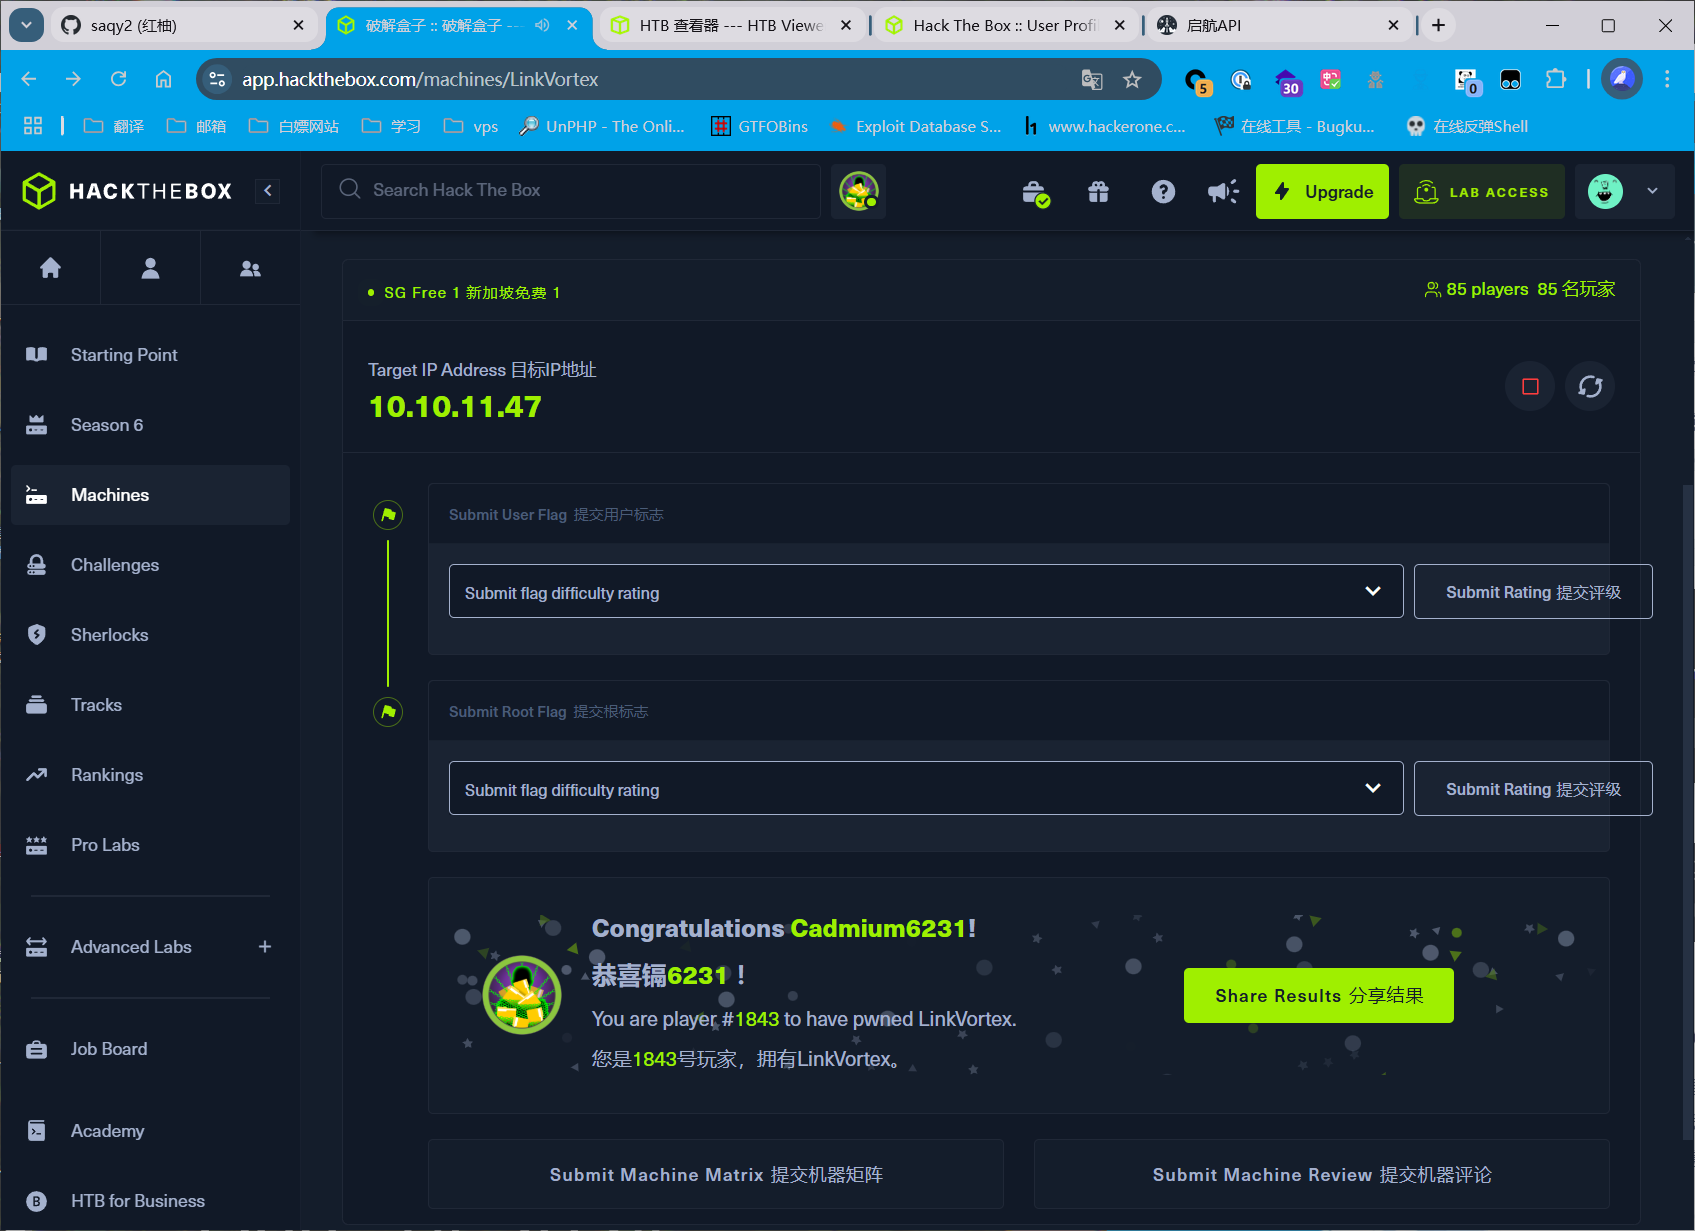 saqy2 (红柚)
破解盒子 :: 破解盒子 ---
HTB 查看器 --- HTB Viewe
Hack The Box :: User Profi
启航API
app.hackthebox.com/machines/LinkVortex
5
30
0
翻译
邮箱
白嫖网站
学习
vps
UnPHP - The Onli...
GTFOBins
Exploit Database S...
www.hackerone.c...
在线工具 - Bugku...
在线反弹Shell
HACKTHEBOX
Search Hack The Box
Upgrade
LAB ACCESS
Starting Point
Season 6
Machines
Challenges
Sherlocks
Tracks
Rankings
Pro Labs
Advanced Labs
Job Board
Academy
HTB for Business
SG Free 1 新加坡免费 1
85 players 85 名玩家
Target IP Address 目标IP地址
10.10.11.47
Submit User Flag 提交用户标志
Submit flag difficulty rating
Submit Rating 提交评级
Submit Root Flag 提交根标志
Submit flag difficulty rating
Submit Rating 提交评级
Congratulations Cadmium6231!
恭喜镉6231！
You are player #1843 to have pwned LinkVortex.
您是1843号玩家，拥有LinkVortex。
Share Results 分享结果
Submit Machine Matrix 提交机器矩阵
Submit Machine Review 提交机器评论